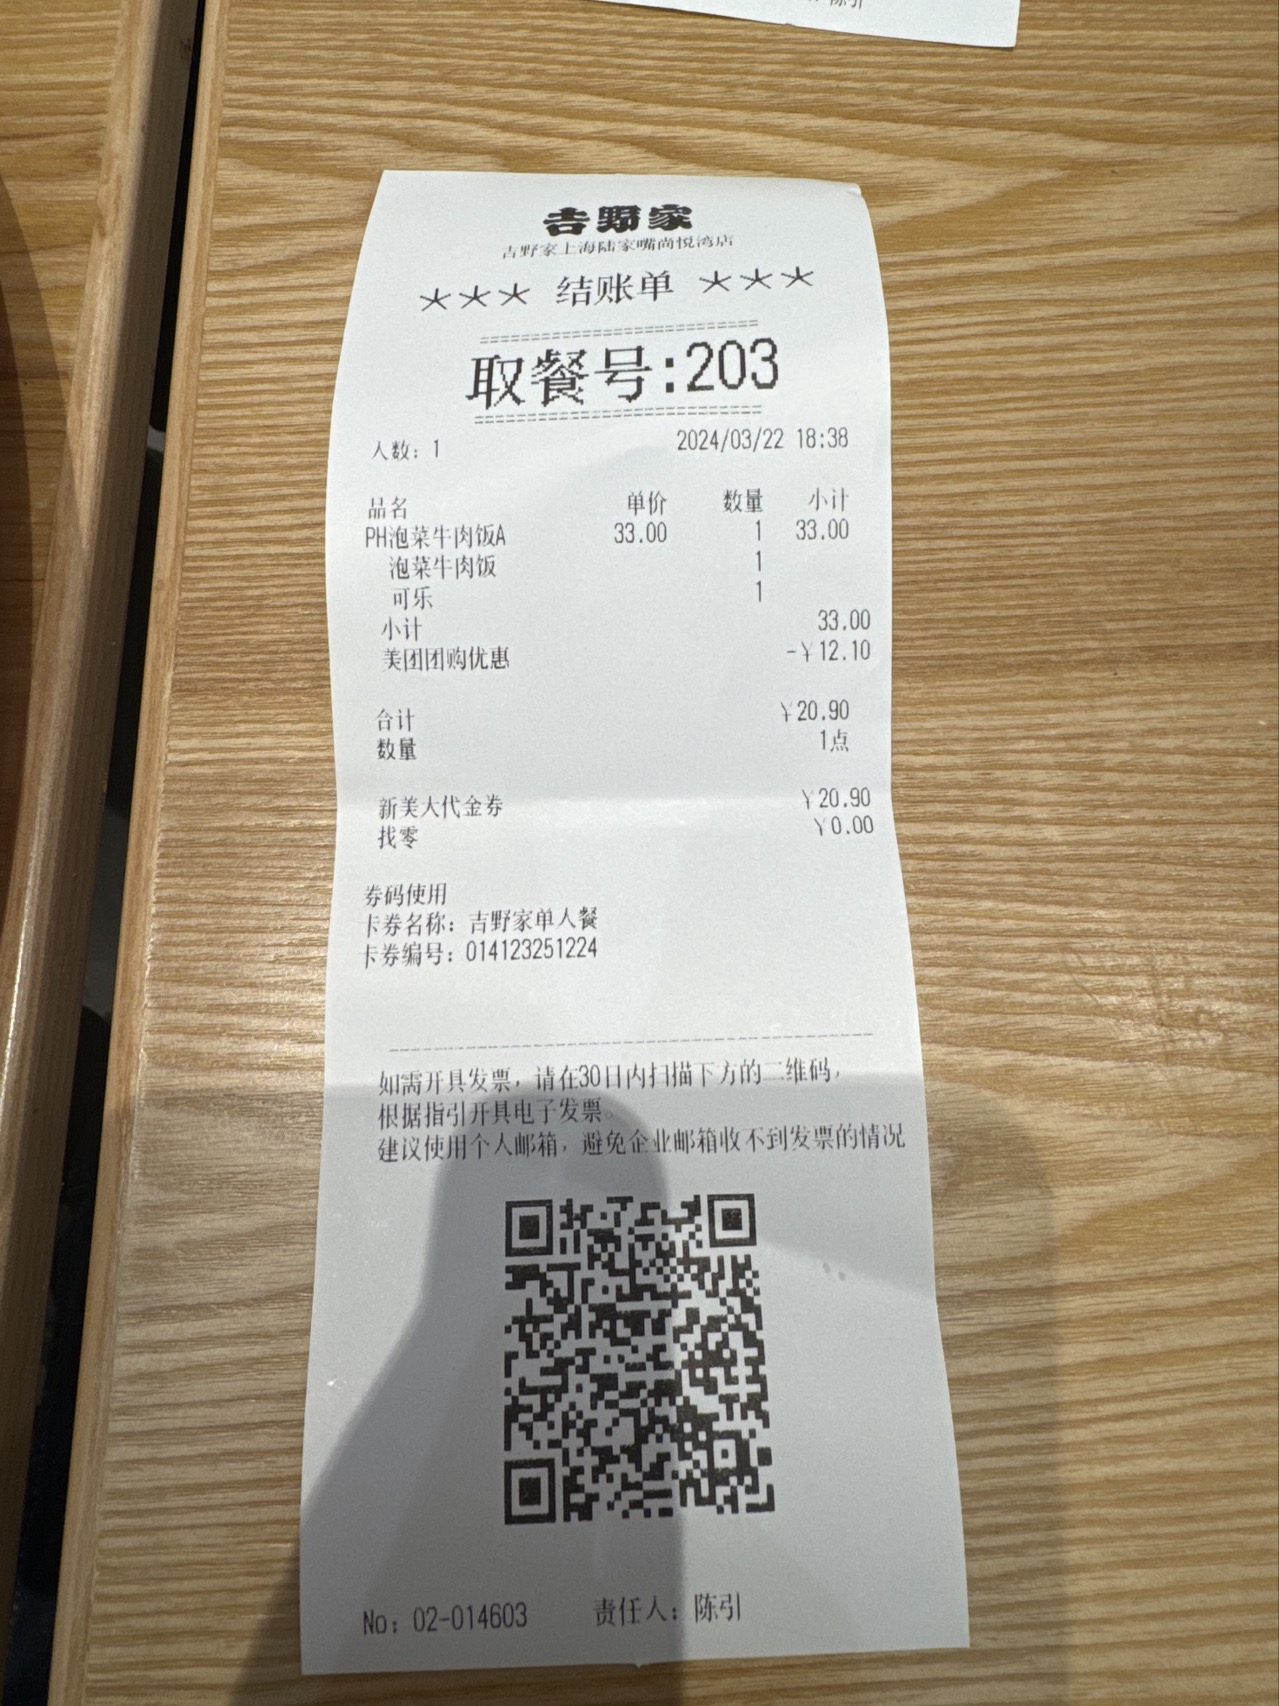 陈引
吉野家
吉野家上海陆家嘴尚悦湾店
*** 结账单 ***
取餐号:203
人数: 1 2024/03/22 18:38
品名 单价 数量 小计
PH泡菜牛肉饭A 33.00 1 33.00
泡菜牛肉饭 1
可乐 1
小计 33.00
美团团购优惠 -¥12.10
合计 ¥20.90
数量 1点
新美大代金券 ¥20.90
找零 ¥0.00
券码使用
卡券名称: 吉野家单人餐
卡券编号: 014123251224
如需开具发票, 请在30日内扫描下方的二维码,
根据指引开具电子发票。
建议使用个人邮箱, 避免企业邮箱收不到发票的情况
No: 02-014603 责任人: 陈引